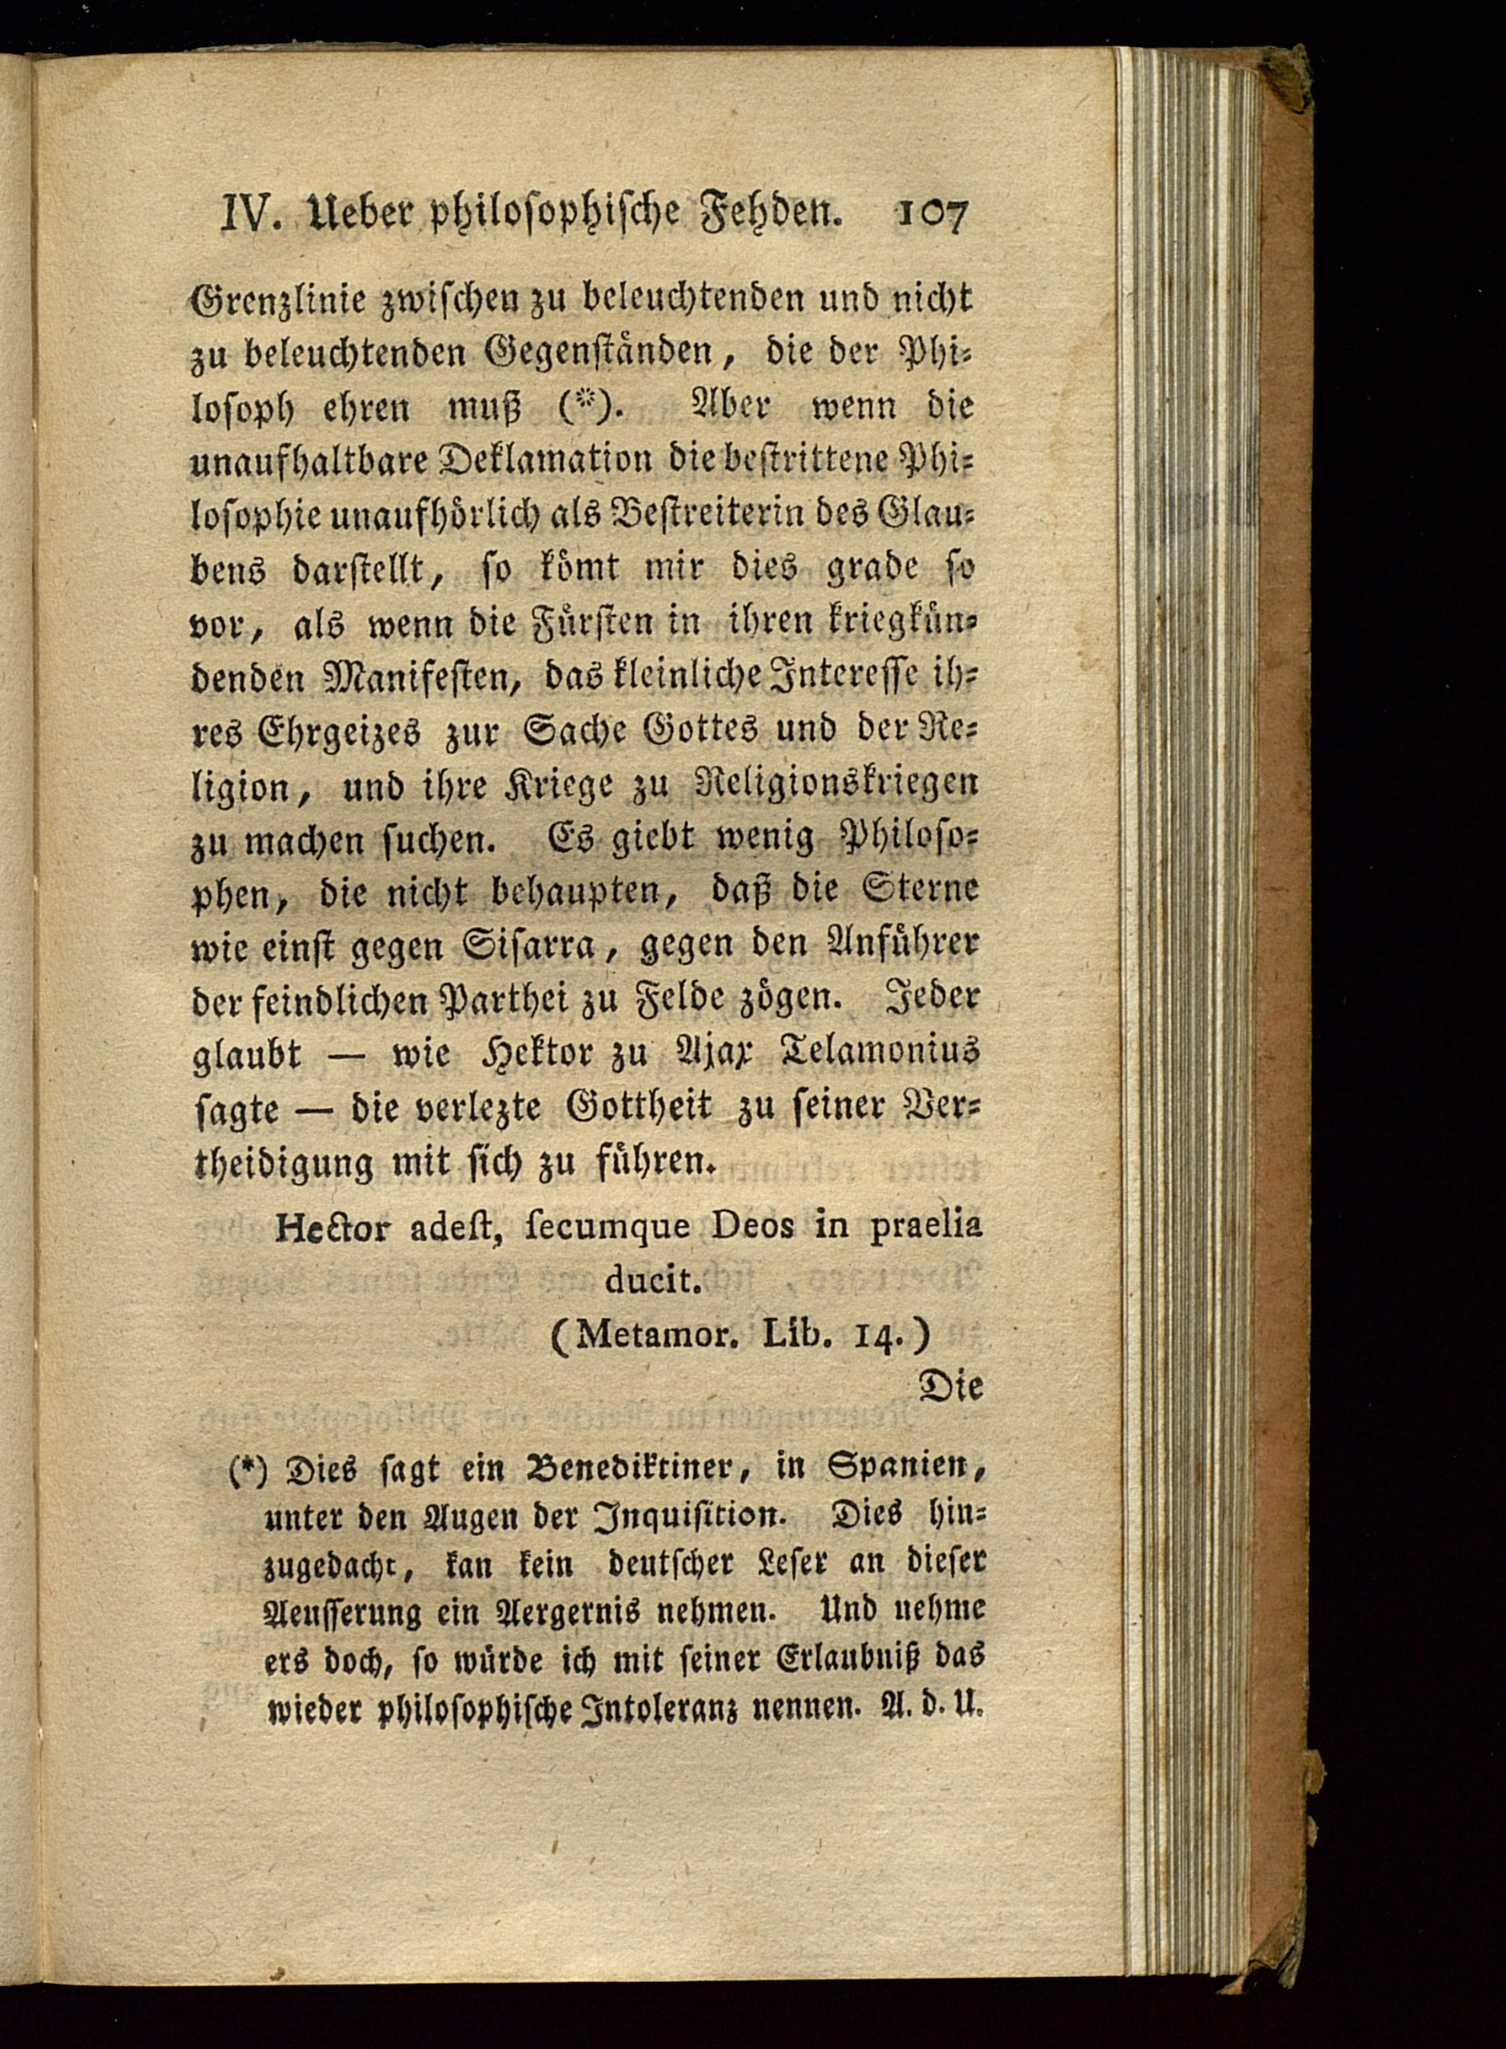 IV. Ueber philosophische Fehden. 107
Grenzlinie zwischen zu beleuchtenden und nicht
zu beleuchtenden Gegenständen, die der Phi-
losoph ehren muß (*). Aber wenn die
unaufhaltbare Deklamation die bestrittene Phi-
losophie unaufhörlich als Bestreiterin des Glau-
bens darstellt, so kömt mir dies grade so
vor, als wenn die Fürsten in ihren kriegkün-
denden Manifesten, das kleinliche Interesse ih-
res Ehrgeizes zur Sache Gottes und der Re-
ligion, und ihre Kriege zu Religionskriegen
zu machen suchen. Es giebt wenig Philoso-
phen, die nicht behaupten, daß die Sterne
wie einst gegen Sisarra, gegen den Anführer
der feindlichen Parthei zu Felde zögen. Jeder
glaubt — wie Hektor zu Ajax Telamonius
sagte — die verlezte Gottheit zu seiner Ver-
theidigung mit sich zu führen.
Hector adeſt, ſecumque Deos in praelia
ducit.
(Metamor. Lib. 14.)
Die
(*) Dies sagt ein Benediktiner, in Spanien,
unter den Augen der Inquisition. Dies hin-
zugedacht, kan kein deutscher Leser an dieser
Aeusserung ein Aergernis nehmen. Und nehme
ers doch, so würde ich mit seiner Erlaubniß das
wieder philosophische Intoleranz nennen. A. d. U.